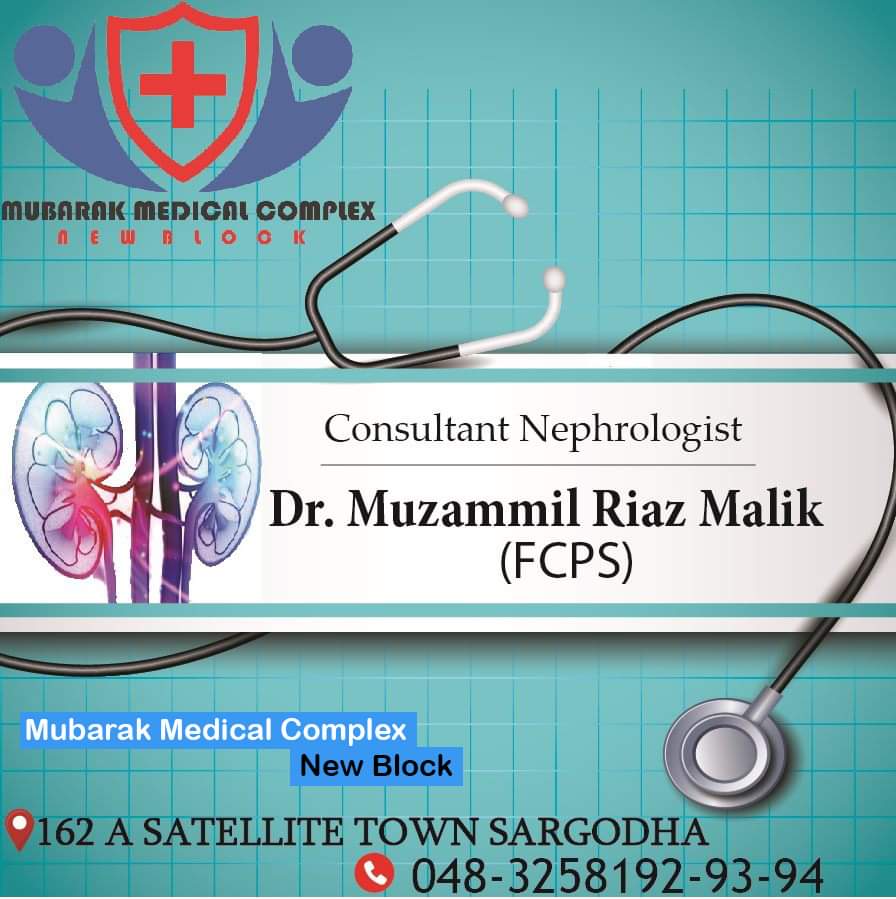 MUBARAK MEDICAL COMPLEX
NEW BLOCK
Consultant Nephrologist
Dr. Muzammil Riaz Malik
(FCPS)
Mubarak Medical Complex
New Block
162 A SATELLITE TOWN SARGODHA
048-3258192-93-94